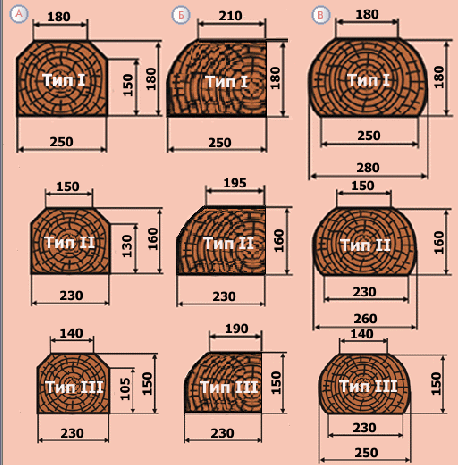 А Б В
180 210 180
Тип I Тип I Тип I
150 180 180 180
250 250 250
280
150 195 150
Тип II Тип II Тип II
130 160 160 160
230 230 230
260
140 190 140
Тип III Тип III Тип III
105 150 150 150
230 230 230
250